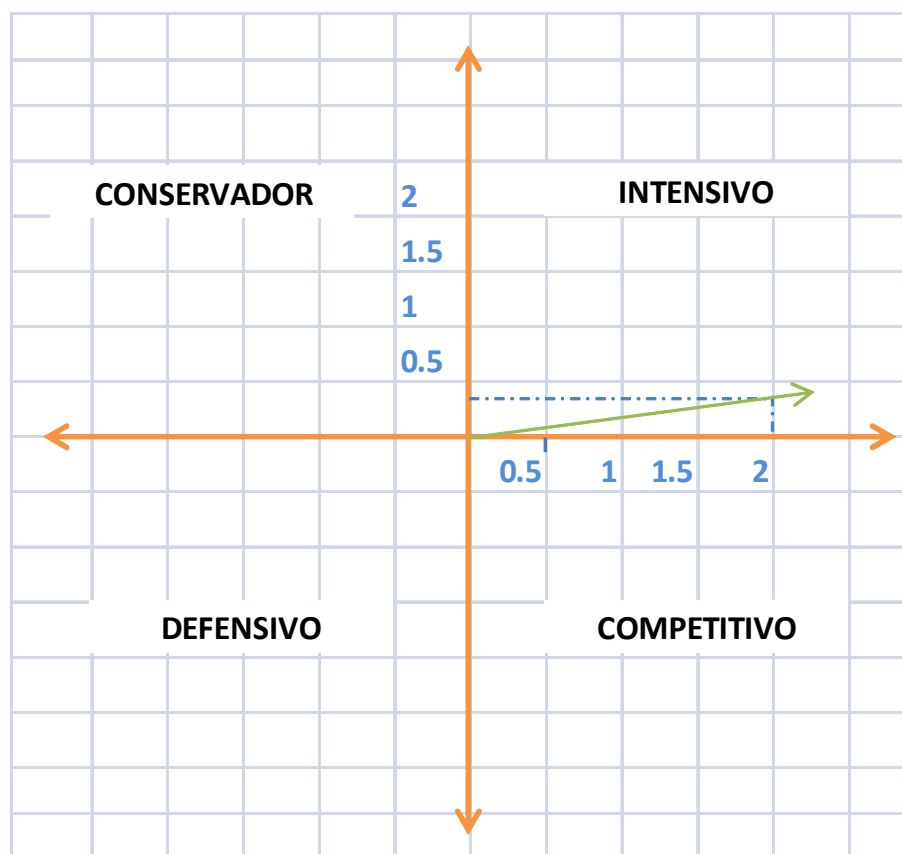 CONSERVADOR
2
INTENSIVO
1.5
1
0.5
0.5 1 1.5 2
DEFENSIVO
COMPETITIVO